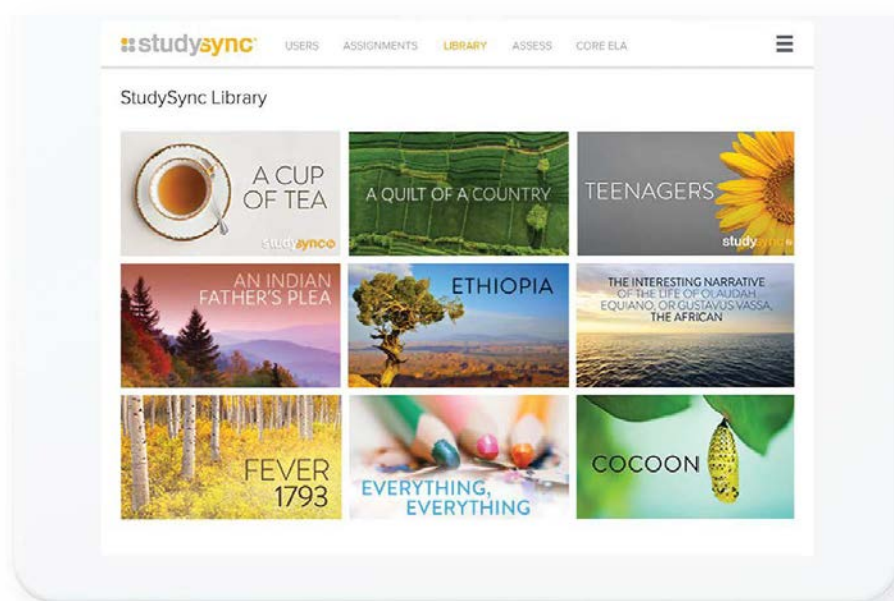 studysync
USERS
ASSIGNMENTS
LIBRARY
ASSESS
CORE ELA
StudySync Library
A CUP
OF TEA
studysync
A QUILT OF A COUNTRY
TEENAGERS
studysync
AN INDIAN
FATHER'S PLEA
ETHIOPIA
THE INTERESTING NARRATIVE
OF THE LIFE OF OLAUDAH
EQUIANO, OR GUSTAVUS VASSA,
THE AFRICAN
FEVER
1793
EVERYTHING,
EVERYTHING
COCOON